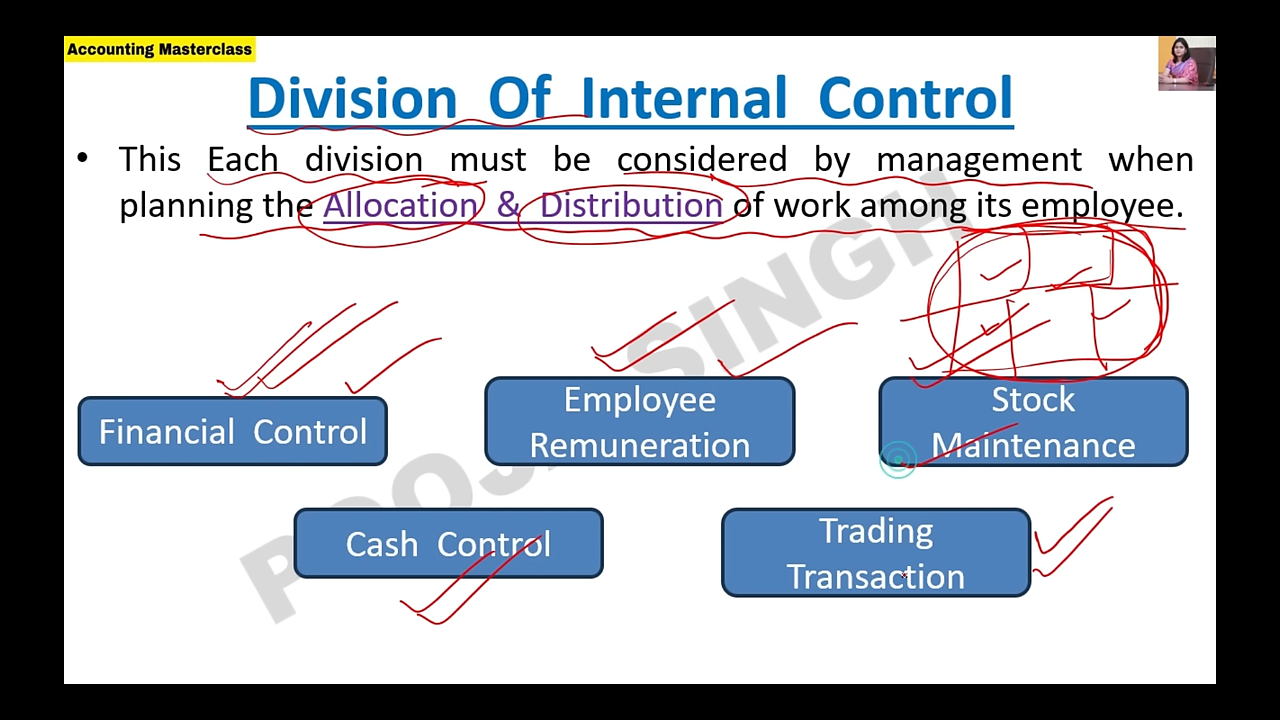 Accounting Masterclass
Division Of Internal Control
• This Each division must be considered by management when
planning the Allocation & Distribution of work among its employee.
Financial Control
Employee
Remuneration
Stock
Maintenance
Cash Control
Trading
Transaction
SINGH